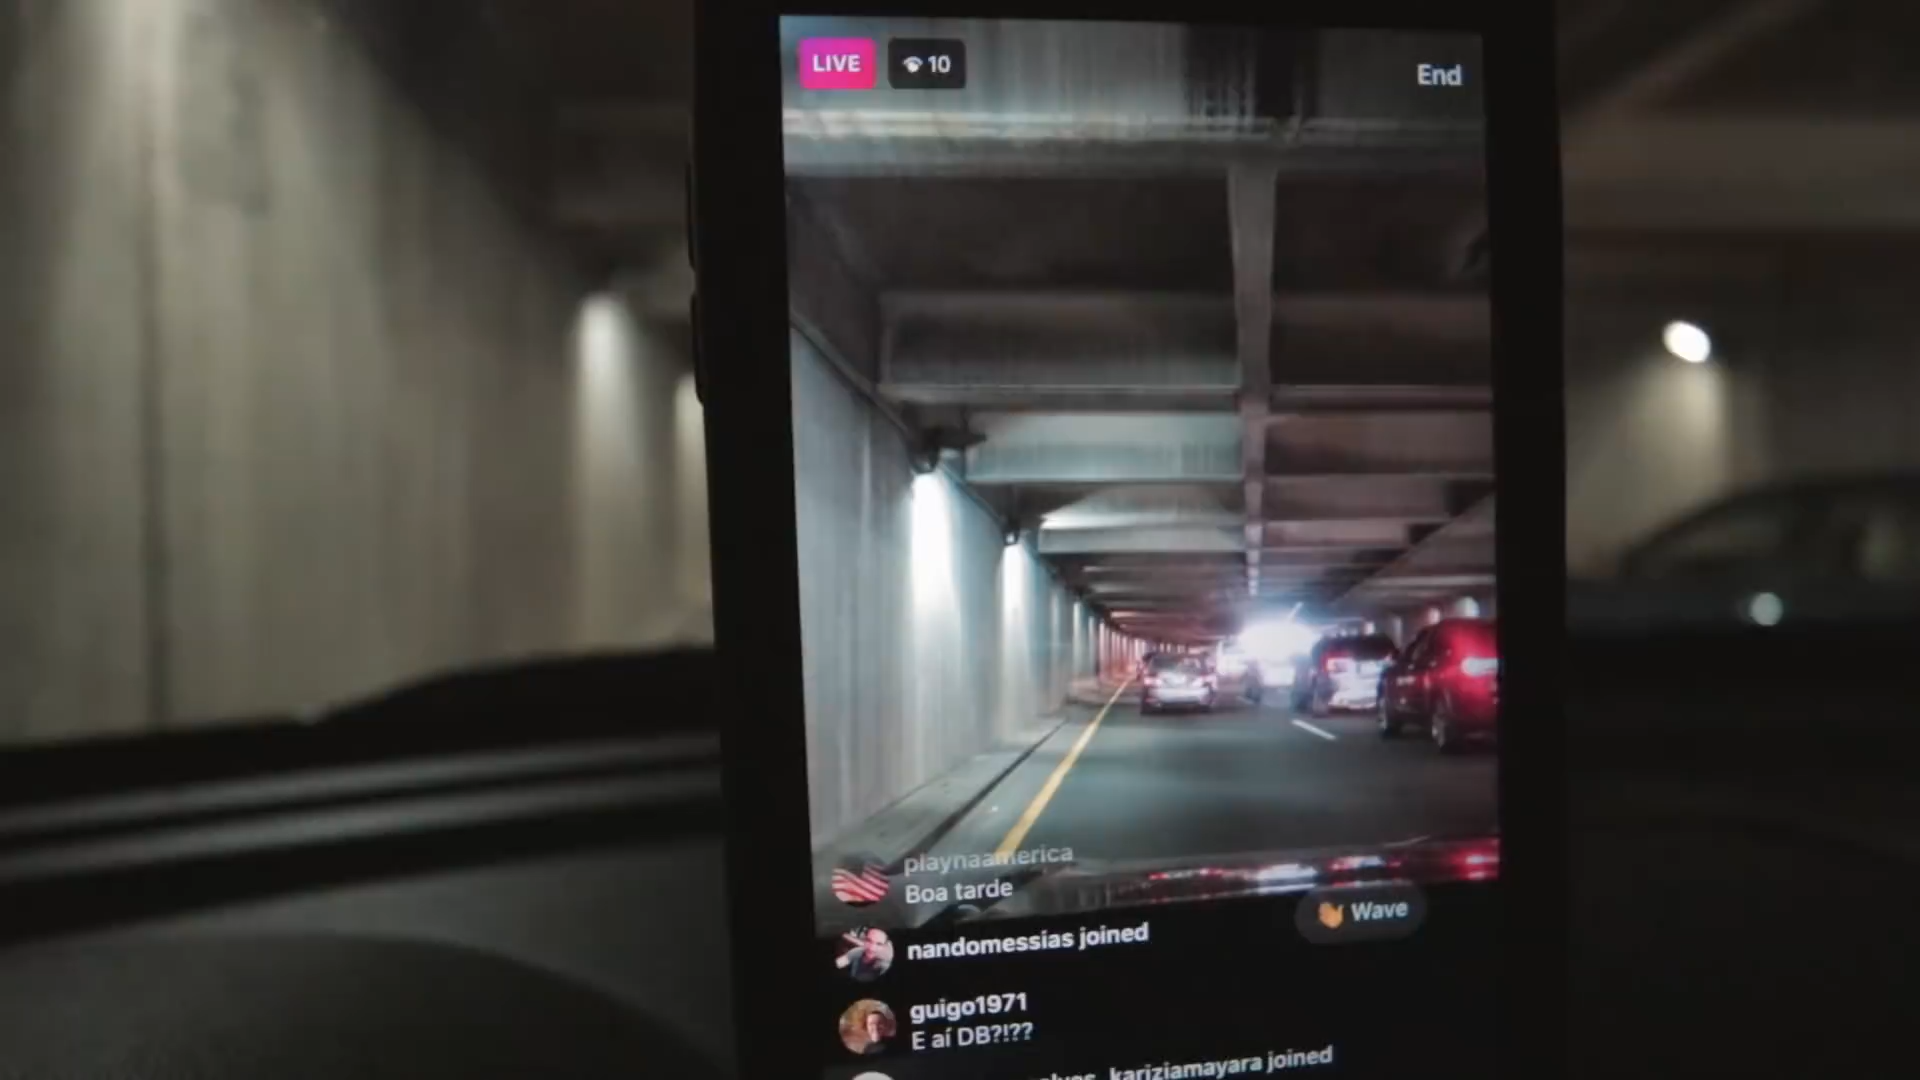 LIVE 10
End
playnaamerica
Boa tarde
nandomessias joined
Wave
guigo1971
E aí DB?!??
kariziamayara joined